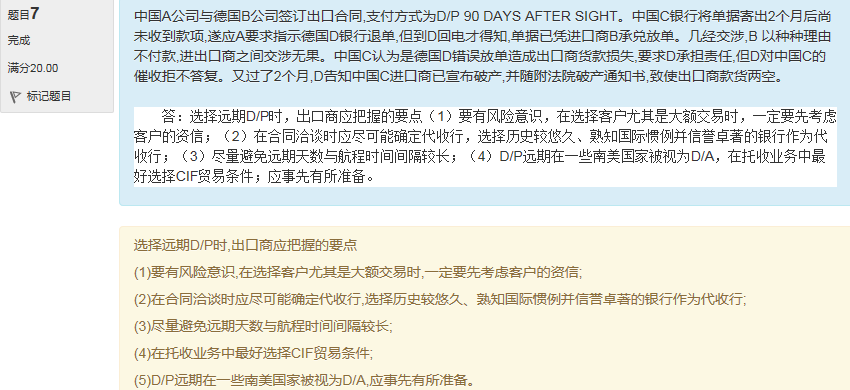 题目7
完成
满分20.00
标记题目
中国A公司与德国B公司签订出口合同,支付方式为D/P 90 DAYS AFTER SIGHT。中国C银行将单据寄出2个月后尚
未收到款项,遂应A要求指示德国D银行退单,但到D回电才得知,单据已凭进口商B承兑放单。几经交涉,B 以种种理由
不付款,进出口商之间交涉无果。中国C认为是德国D错误放单造成出口商货款损失,要求D承担责任,但D对中国C的
催收拒不答复。又过了2个月,D告知中国C进口商已宣布破产,并随附法院破产通知书,致使出口商款货两空。
答：选择远期D/P时，出口商应把握的要点（1）要有风险意识，在选择客户尤其是大额交易时，一定要先考虑
客户的资信；（2）在合同洽谈时应尽可能确定代收行，选择历史较悠久、熟知国际惯例并信誉卓著的银行作为代
收行；（3）尽量避免远期天数与航程时间间隔较长；（4）D/P远期在一些南美国家被视为D/A，在托收业务中最
好选择CIF贸易条件；应事先有所准备。
选择远期D/P时,出口商应把握的要点
(1)要有风险意识,在选择客户尤其是大额交易时,一定要先考虑客户的资信;
(2)在合同洽谈时应尽可能确定代收行,选择历史较悠久、熟知国际惯例并信誉卓著的银行作为代收行;
(3)尽量避免远期天数与航程时间间隔较长;
(4)在托收业务中最好选择CIF贸易条件;
(5)D/P远期在一些南美国家被视为D/A,应事先有所准备。